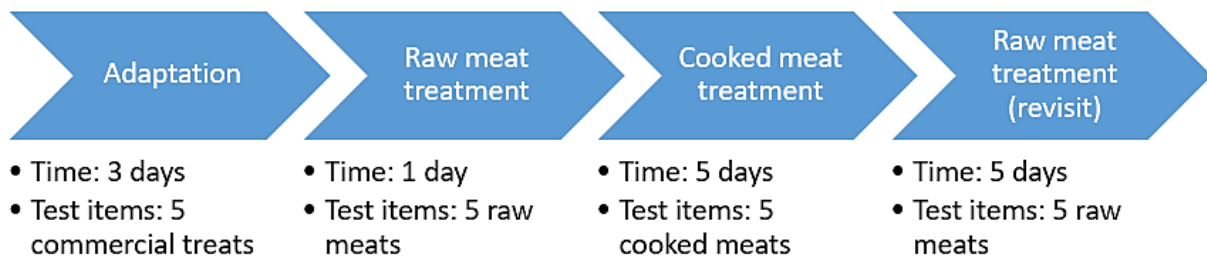 Adaptation
Raw meat
treatment
Cooked meat
treatment
Raw meat
treatment
(revisit)
• Time: 3 days
• Test items: 5
commercial treats
• Time: 1 day
• Test items: 5 raw
meats
• Time: 5 days
• Test items: 5
cooked meats
• Time: 5 days
• Test items: 5 raw
meats